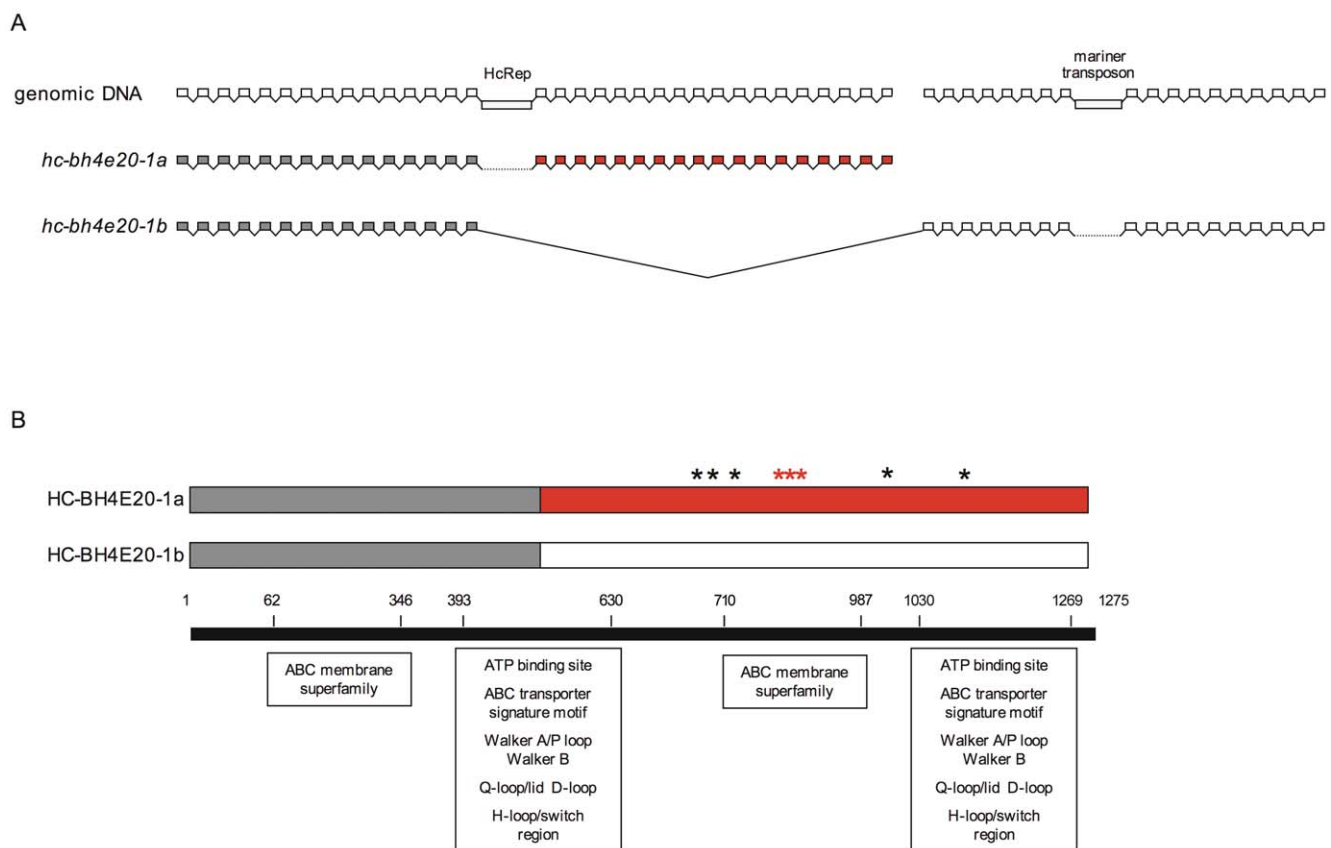 A
HcRep
mariner
transposon
genomic DNA
hc-bh4e20-1a
hc-bh4e20-1b
B
** * *** * *
HC-BH4E20-1a
HC-BH4E20-1b
1 62 346 393 630 710 987 1030 1269 1275
ABC membrane
superfamily
ATP binding site
ABC transporter
signature motif
Walker A/P loop
Walker B
Q-loop/lid D-loop
H-loop/switch
region
ABC membrane
superfamily
ATP binding site
ABC transporter
signature motif
Walker A/P loop
Walker B
Q-loop/lid D-loop
H-loop/switch
region